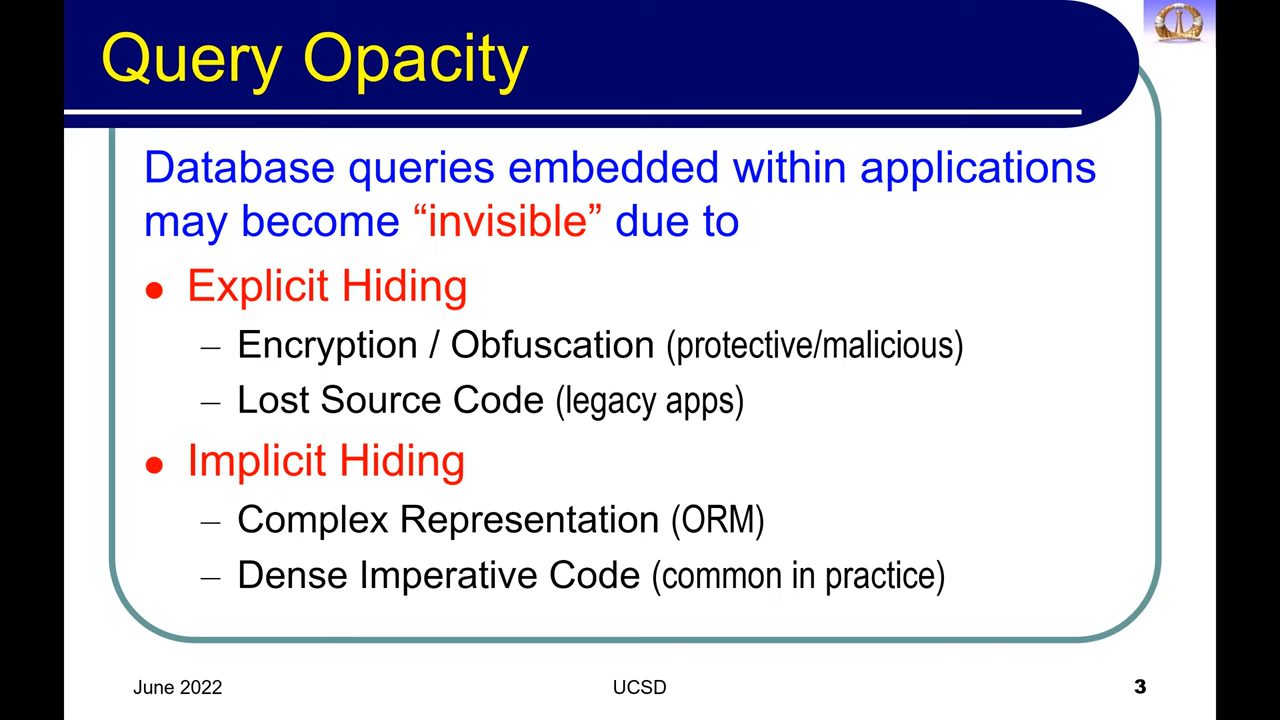 Query Opacity
Database queries embedded within applications
may become “invisible” due to
● Explicit Hiding
– Encryption / Obfuscation (protective/malicious)
– Lost Source Code (legacy apps)
● Implicit Hiding
– Complex Representation (ORM)
– Dense Imperative Code (common in practice)
June 2022 UCSD 3